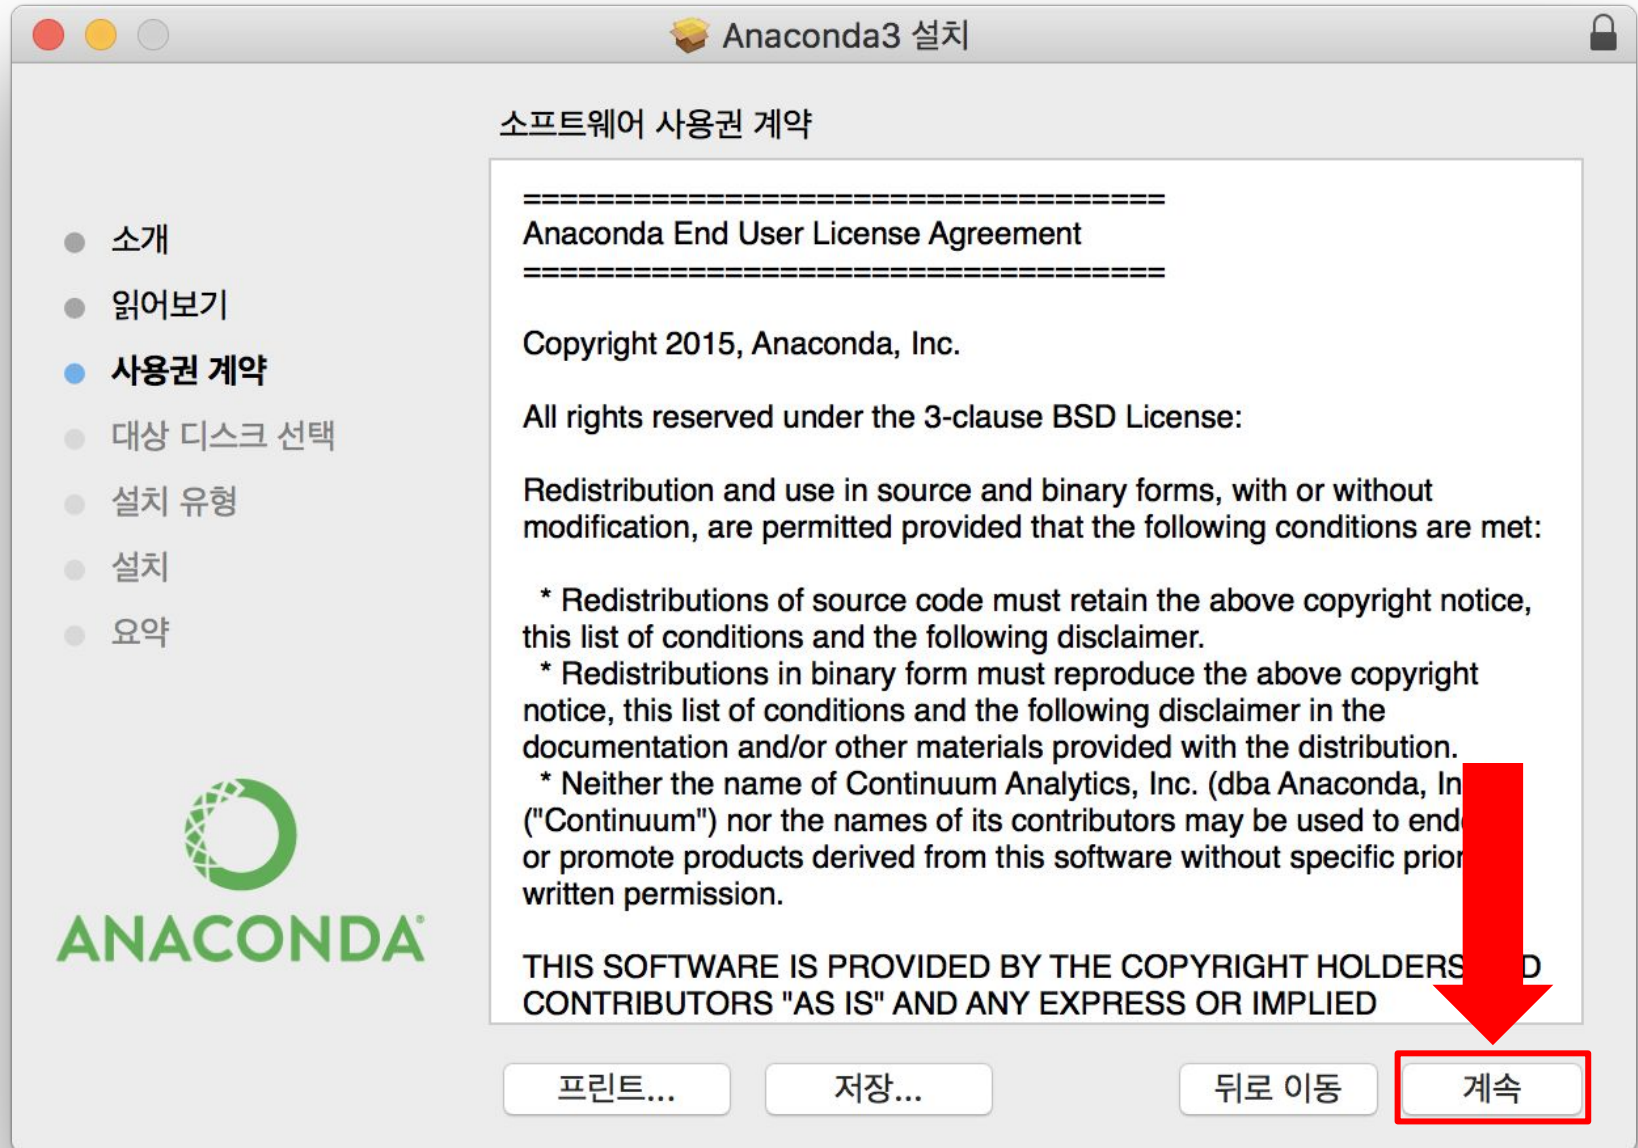 Anaconda3 설치
소프트웨어 사용권 계약
소개
읽어보기
사용권 계약
대상 디스크 선택
설치 유형
설치
요약
ANACONDA®
===================================
Anaconda End User License Agreement
===================================
Copyright 2015, Anaconda, Inc.
All rights reserved under the 3-clause BSD License:
Redistribution and use in source and binary forms, with or without
modification, are permitted provided that the following conditions are met:
* Redistributions of source code must retain the above copyright notice,
this list of conditions and the following disclaimer.
* Redistributions in binary form must reproduce the above copyright
notice, this list of conditions and the following disclaimer in the
documentation and/or other materials provided with the distribution.
* Neither the name of Continuum Analytics, Inc. (dba Anaconda,
("Continuum") nor the names of its contributors may be used to
or promote products derived from this software without specific prior
written permission.
THIS SOFTWARE IS PROVIDED BY THE COPYRIGHT HOLDERS
CONTRIBUTORS "AS IS" AND ANY EXPRESS OR IMPLIED
프린트...
저장...
뒤로 이동
계속